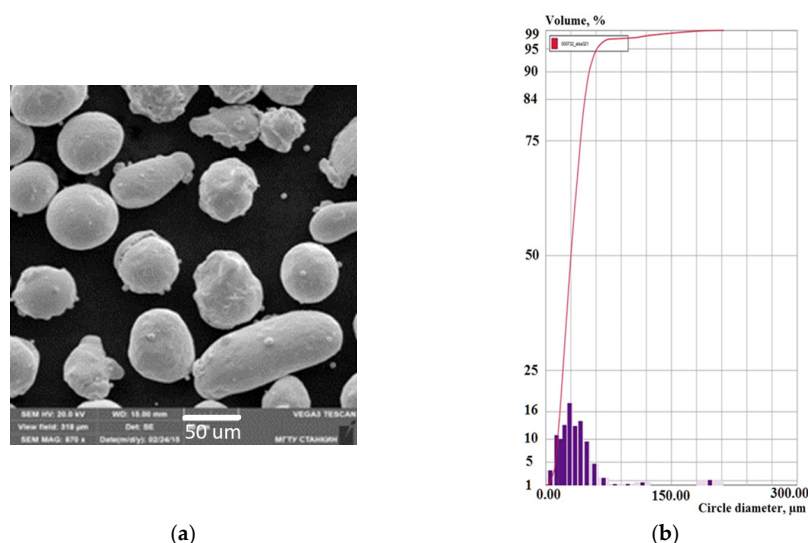 SEM HV: 20.0 kV
WD: 15.00 mm
VEGA3 TESCAN
View field: 318 µm
Det: SE
SEM MAG: 870 x
Date(m/d/y): 02/24/15
50 um
МГТУ СТАНКИН
(a)
Volume, %
99
95
90
84
75
50
25
16
10
5
1
0.00
150.00
300.00
Circle diameter, µm
(b)